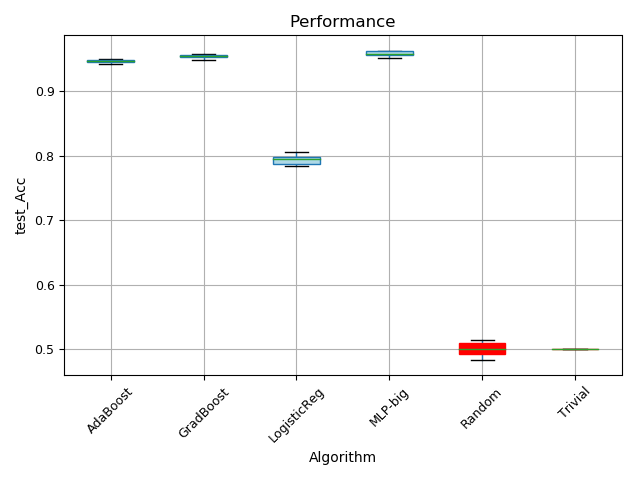 Performance
test_Acc
0.9
0.8
0.7
0.6
0.5
AdaBoost
GradBoost
LogisticReg
MLP-big
Random
Trivial
Algorithm